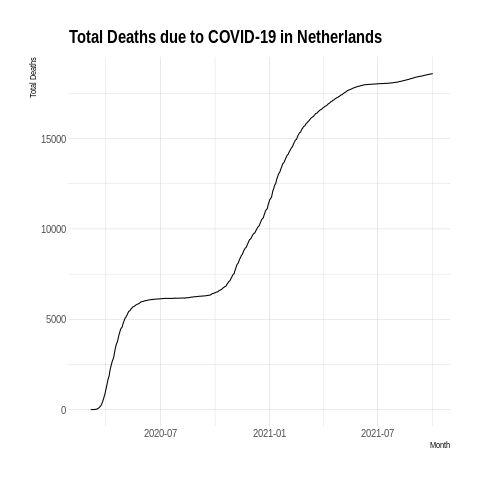 Total Deaths due to COVID-19 in Netherlands
Total Deaths
15000
10000
5000
0
2020-07
2021-01
2021-07
Month